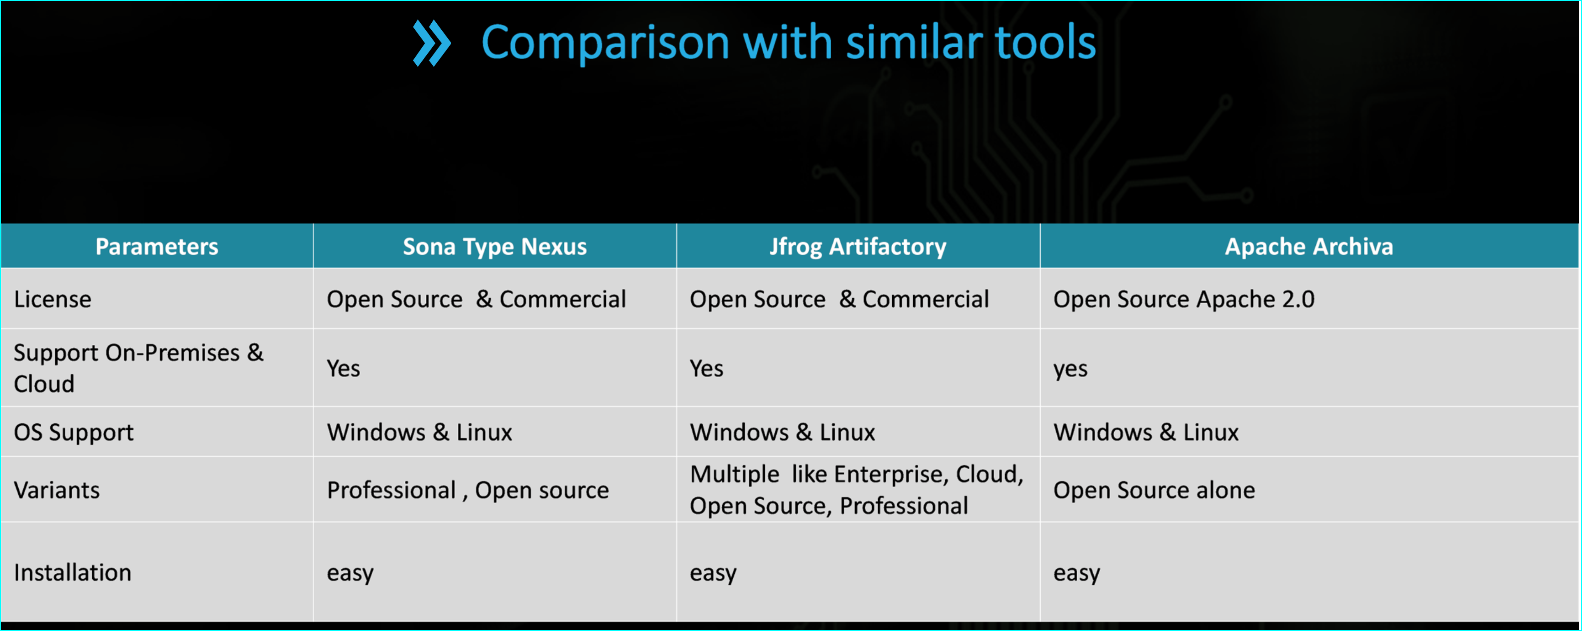 Comparison with similar tools
Parameters Sona Type Nexus Jfrog Artifactory Apache Archiva
License Open Source & Commercial Open Source & Commercial Open Source Apache 2.0
Support On-Premises &
Cloud Yes Yes yes
OS Support Windows & Linux Windows & Linux Windows & Linux
Variants Professional , Open source Multiple like Enterprise, Cloud,
Open Source, Professional Open Source alone
Installation easy easy easy